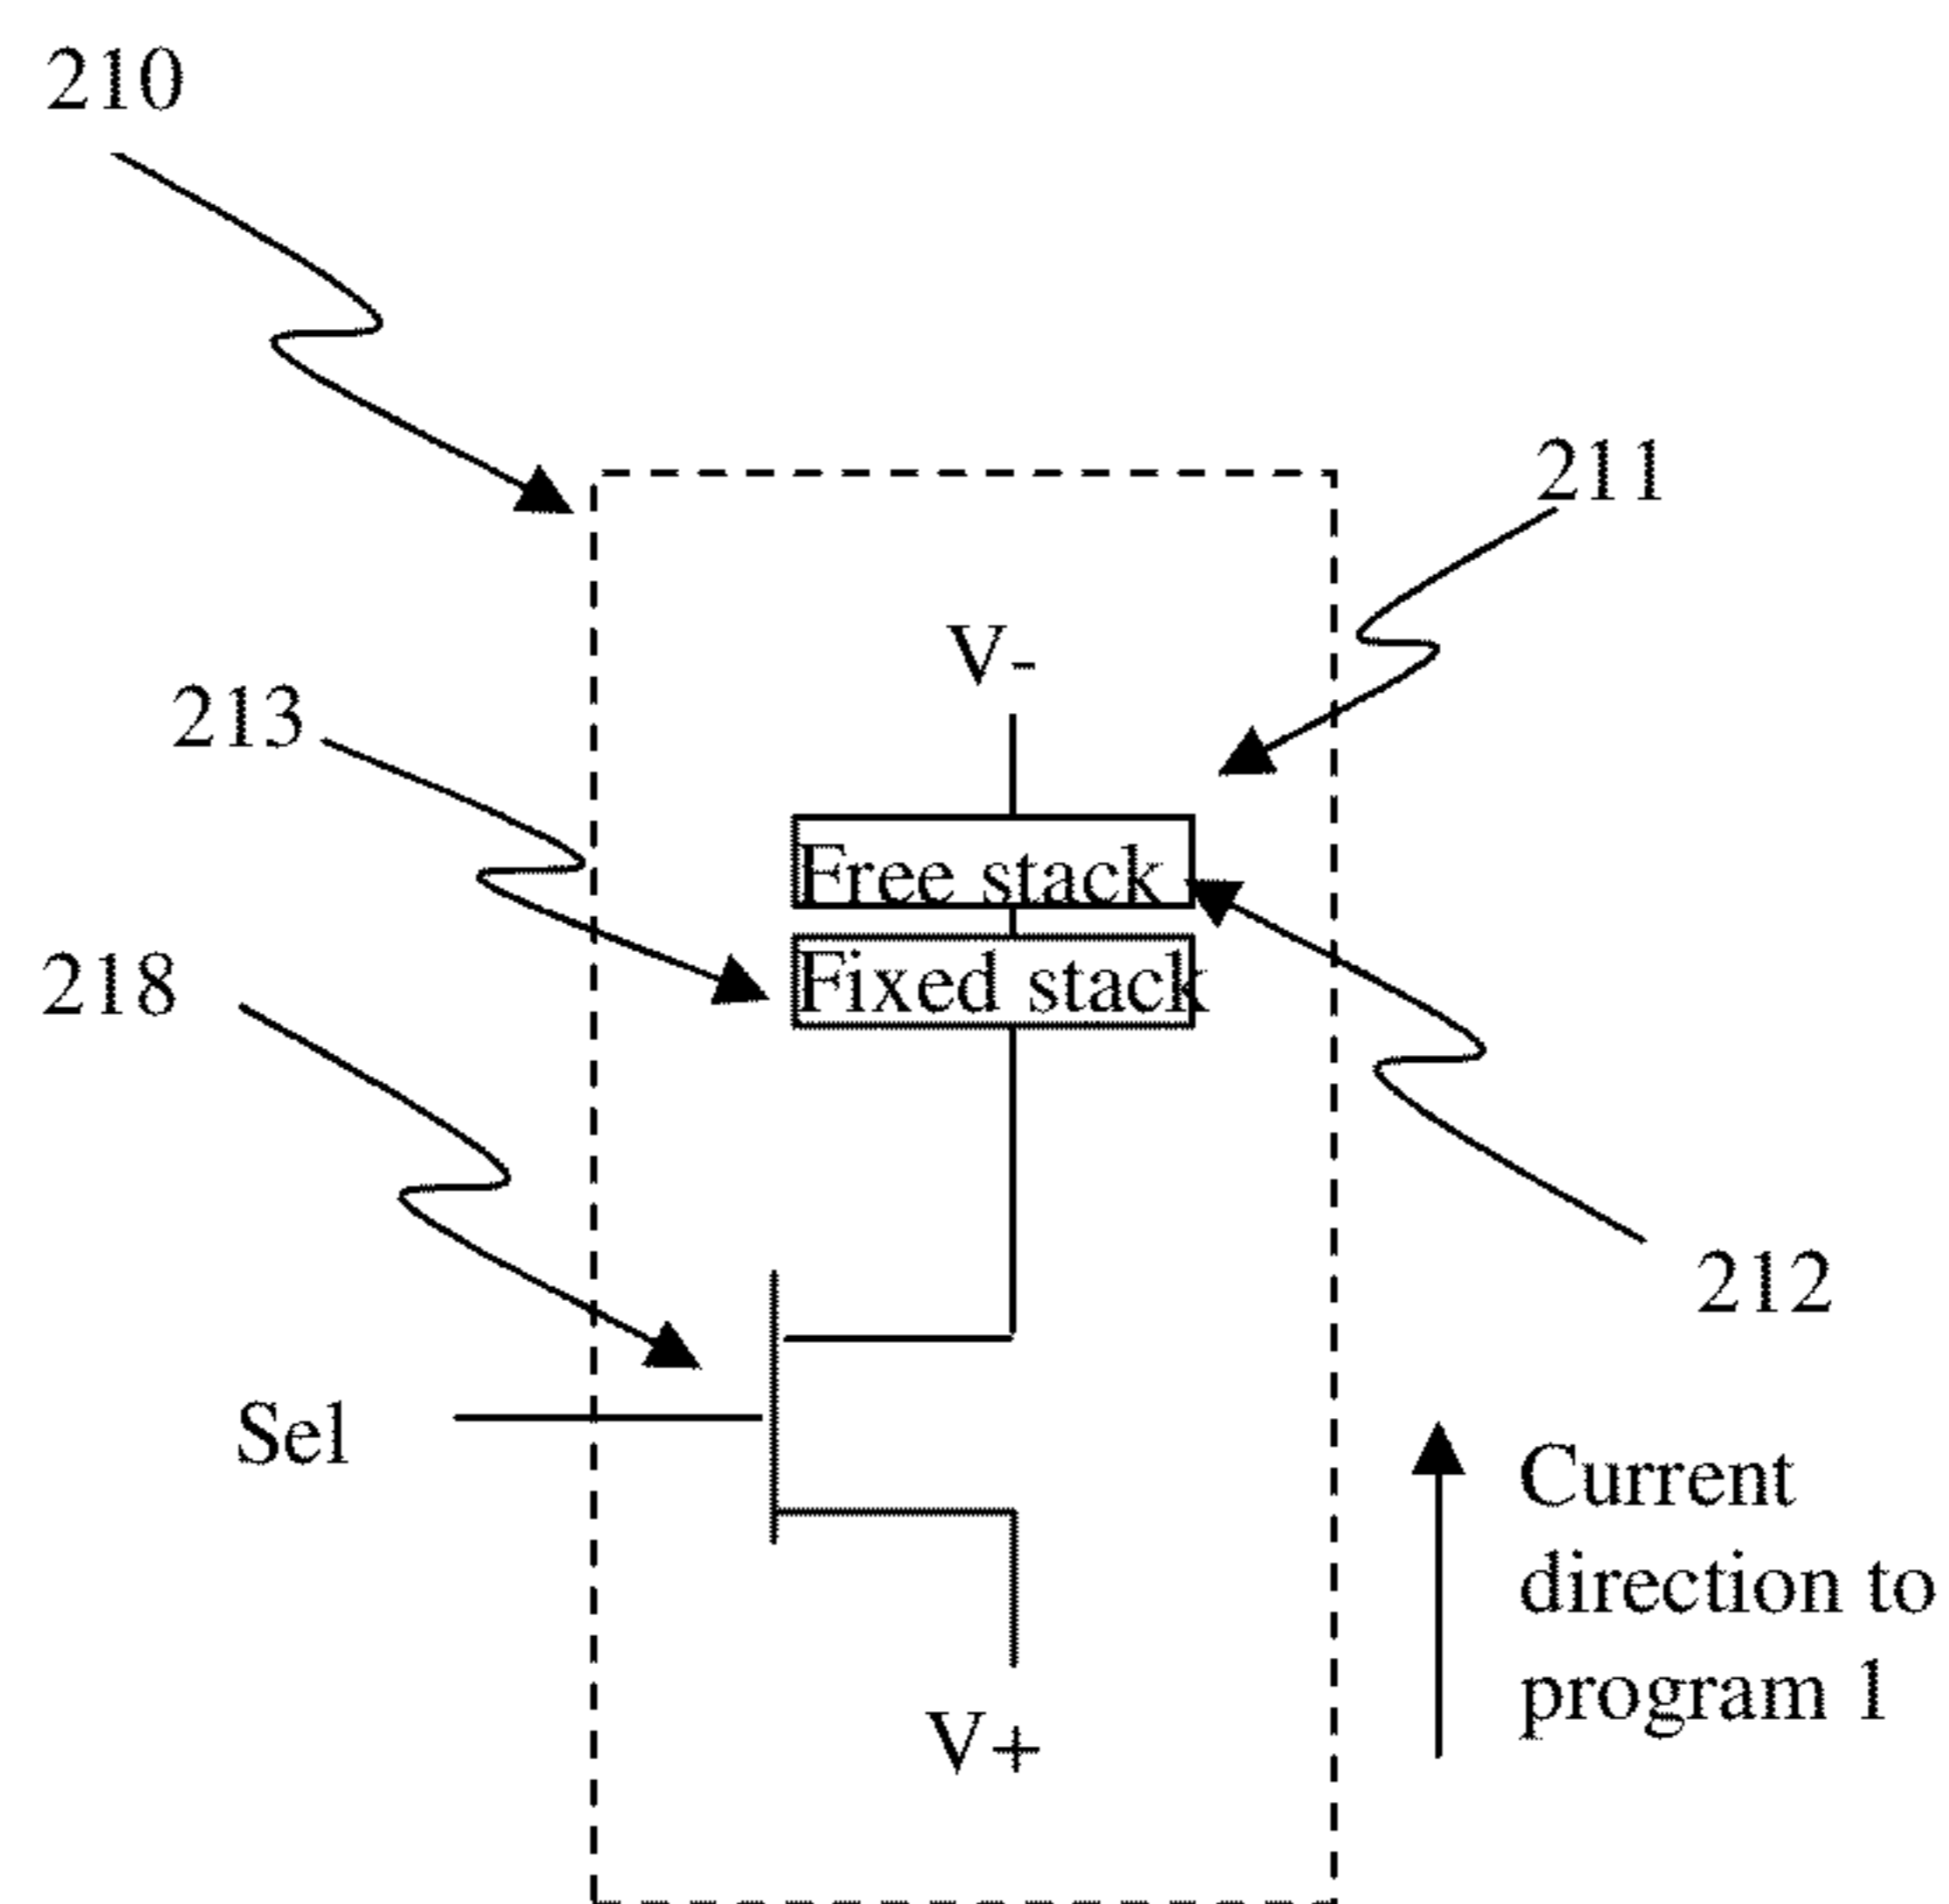 210
211
V-
213
Free stack
218
Fixed stack
212
Sel
Current
direction to
program 1
V+